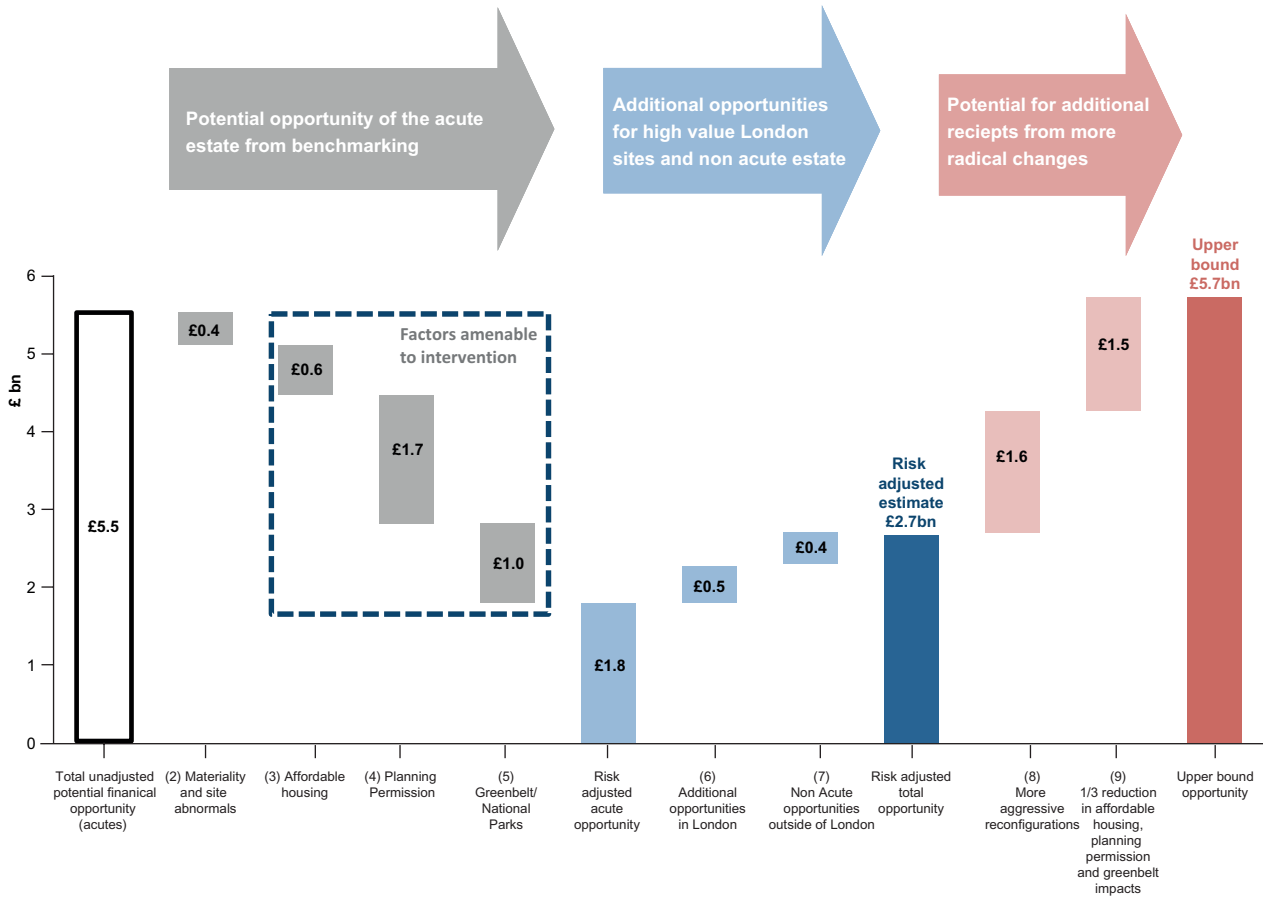 Potential opportunity of the acute
estate from benchmarking
Additional opportunities
for high value London
sites and non acute estate
Potential for additional
reciepts from more
radical changes
Upper
bound
£5.7bn
6
5
4
3
2
1
0
£ bn
£5.5
£0.4
Factors amenable
to intervention
£0.6
£1.7
£1.0
£1.8
£0.5
£0.4
Risk
adjusted
estimate
£2.7bn
£1.6
£1.5
Total unadjusted
potential finanical
opportunity
(acutes)
(2) Materiality
and site
abnormals
(3) Affordable
housing
(4) Planning
Permission
(5)
Greenbelt/
National
Parks
Risk
adjusted
acute
opportunity
(6)
Additional
opportunities
in London
(7)
Non Acute
opportunities
outside of London
Risk adjusted
total
opportunity
(8)
More
aggressive
reconfigurations
(9)
1/3 reduction
in affordable
housing,
planning
permission
and greenbelt
impacts
Upper bound
opportunity